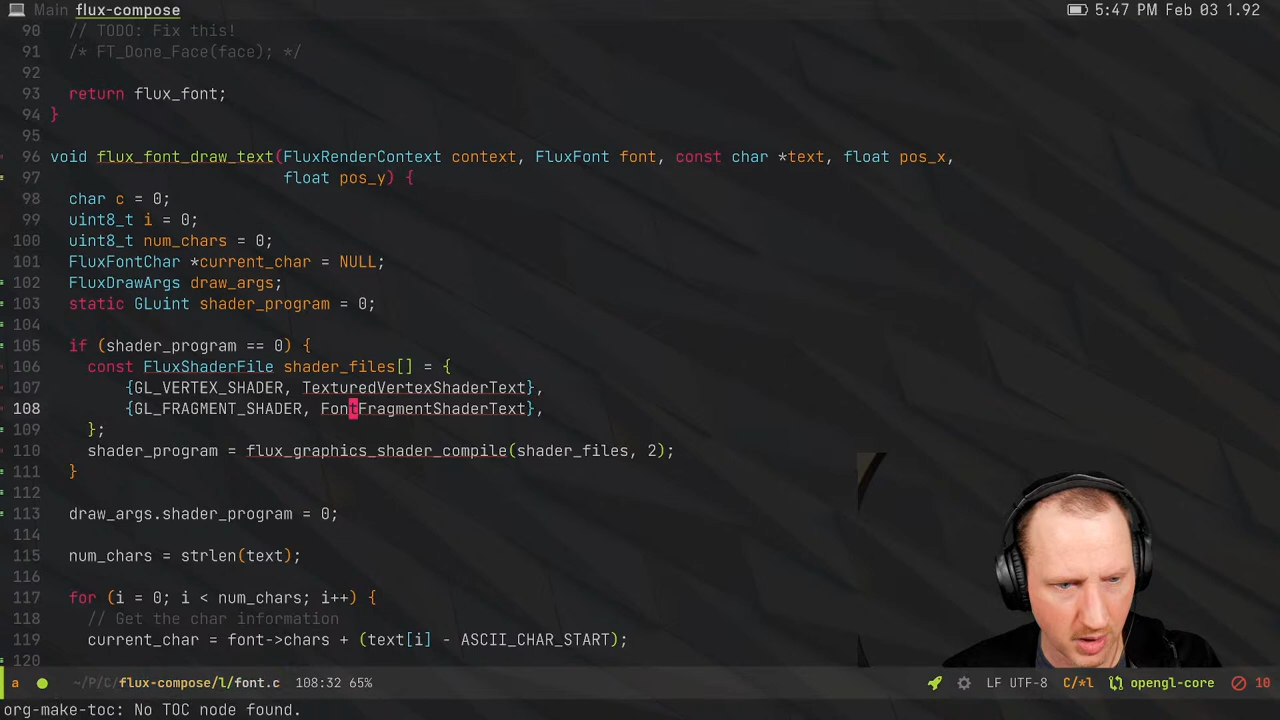 Main flux-compose 5:47 PM Feb 03 1.92
90 // TODO: Fix this!
91 /* FT_Done_Face(face); */
92
93 return flux_font;
94 }
95
96 void flux_font_draw_text(FluxRenderContext context, FluxFont font, const char *text, float pos_x,
97 float pos_y) {
98 char c = 0;
99 uint8_t i = 0;
100 uint8_t num_chars = 0;
101 FluxFontChar *current_char = NULL;
102 FluxDrawArgs draw_args;
103 static GLuint shader_program = 0;
104
105 if (shader_program == 0) {
106 const FluxShaderFile shader_files[] = {
107 {GL_VERTEX_SHADER, TexturedVertexShaderText},
108 {GL_FRAGMENT_SHADER, FontFragmentShaderText},
109 };
110 shader_program = flux_graphics_shader_compile(shader_files, 2);
111 }
112
113 draw_args.shader_program = 0;
114
115 num_chars = strlen(text);
116
117 for (i = 0; i < num_chars; i++) {
118 // Get the char information
119 current_char = font->chars + (text[i] - ASCII_CHAR_START);
120
a ~/P/C/flux-compose/l/font.c 108:32 65% LF UTF-8 C/*l opengl-core 10
org-make-toc: No TOC node found.